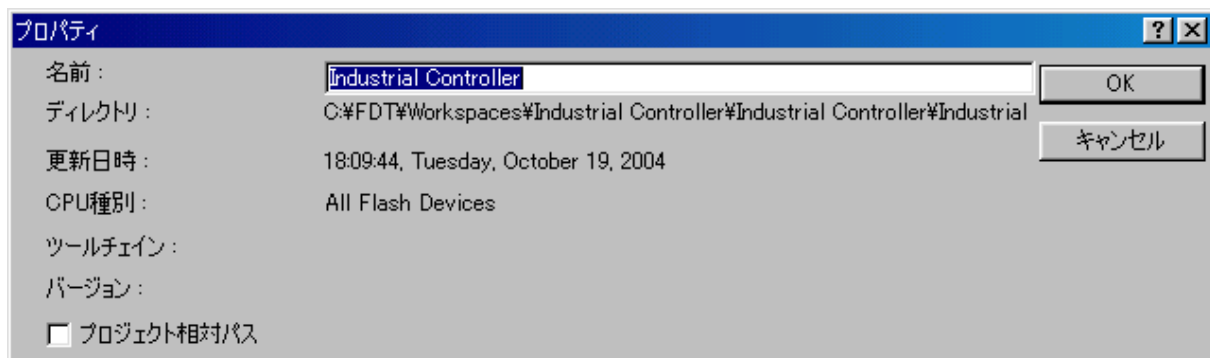 プロパティ
名前 : Industrial Controller
OK
ディレクトリ : C:¥FDT¥Workspaces¥Industrial Controller¥Industrial Controller¥Industrial
キャンセル
更新日時 : 18:09:44, Tuesday, October 19, 2004
CPU種別 : All Flash Devices
ツールチェイン :
バージョン :
プロジェクト相対パス